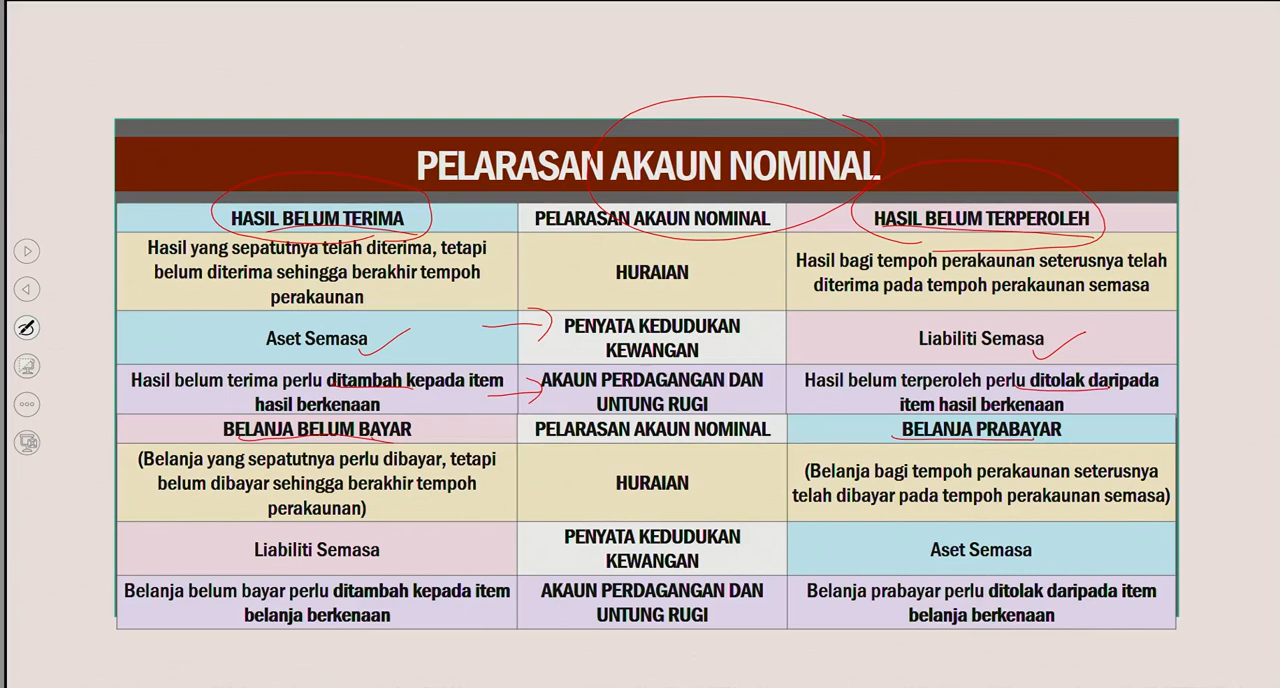 PELARASAN AKAUN NOMINAL
HASIL BELUM TERIMA
PELARASAN AKAUN NOMINAL
HASIL BELUM TERPEROLEH
Hasil yang sepatutnya telah diterima, tetapi
belum diterima sehingga berakhir tempoh
perakaunan
HURAIAN
Hasil bagi tempoh perakaunan seterusnya telah
diterima pada tempoh perakaunan semasa
Aset Semasa
PENYATA KEDUDUKAN
KEWANGAN
Liabiliti Semasa
Hasil belum terima perlu ditambah kepada item
hasil berkenaan
AKAUN PERDAGANGAN DAN
UNTUNG RUGI
Hasil belum terperoleh perlu ditolak daripada
item hasil berkenaan
BELANJA BELUM BAYAR
PELARASAN AKAUN NOMINAL
BELANJA PRABAYAR
(Belanja yang sepatutnya perlu dibayar, tetapi
belum dibayar sehingga berakhir tempoh
perakaunan)
HURAIAN
(Belanja bagi tempoh perakaunan seterusnya
telah dibayar pada tempoh perakaunan semasa)
Liabiliti Semasa
PENYATA KEDUDUKAN
KEWANGAN
Aset Semasa
Belanja belum bayar perlu ditambah kepada item
belanja berkenaan
AKAUN PERDAGANGAN DAN
UNTUNG RUGI
Belanja prabayar perlu ditolak daripada item
belanja berkenaan